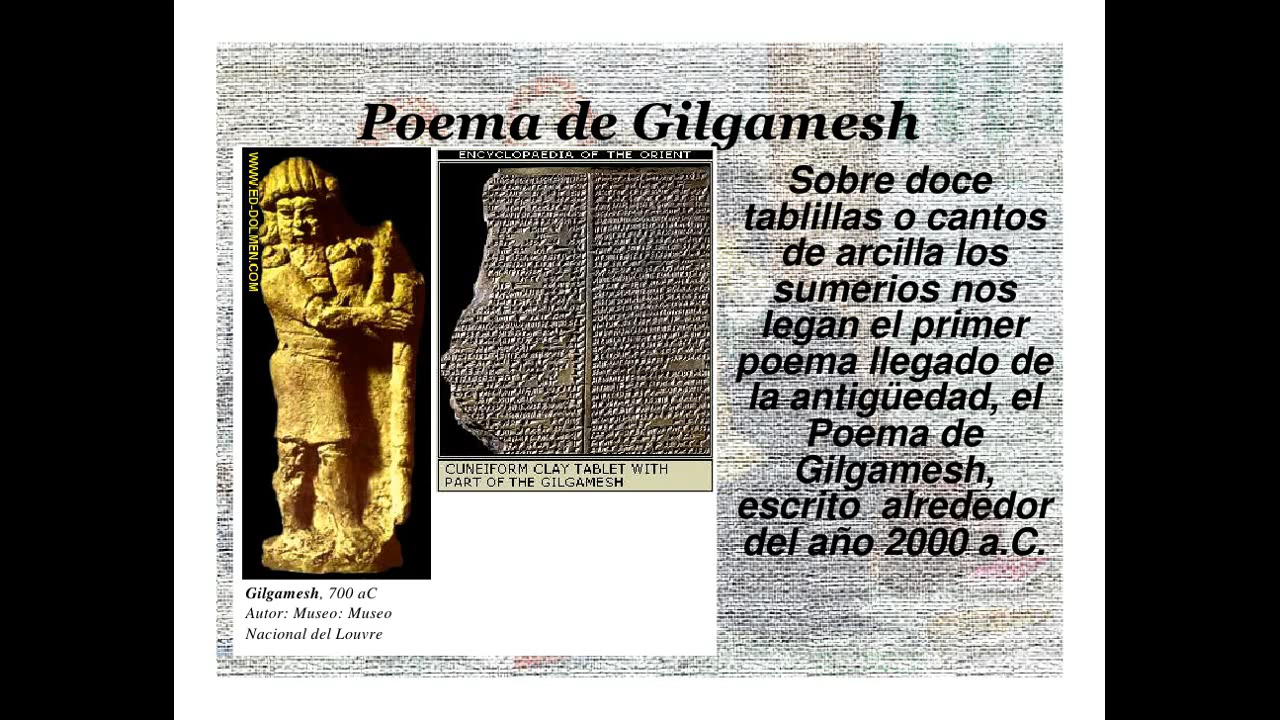 Poema de Gilgamesh
WWW.ED-DOLMEN.COM
ENCYCLOPAEDIA OF THE ORIENT
CUNEIFORM CLAY TABLET WITH
PART OF THE GILGAMESH
Gilgamesh, 700 aC
Autor: Museo: Museo
Nacional del Louvre
Sobre doce
tablillas o cantos
de arcilla los
sumerios nos
legan el primer
poema llegado de
la antigüedad, el
Poema de
Gilgamesh,
escrito alrededor
del año 2000 a.C.